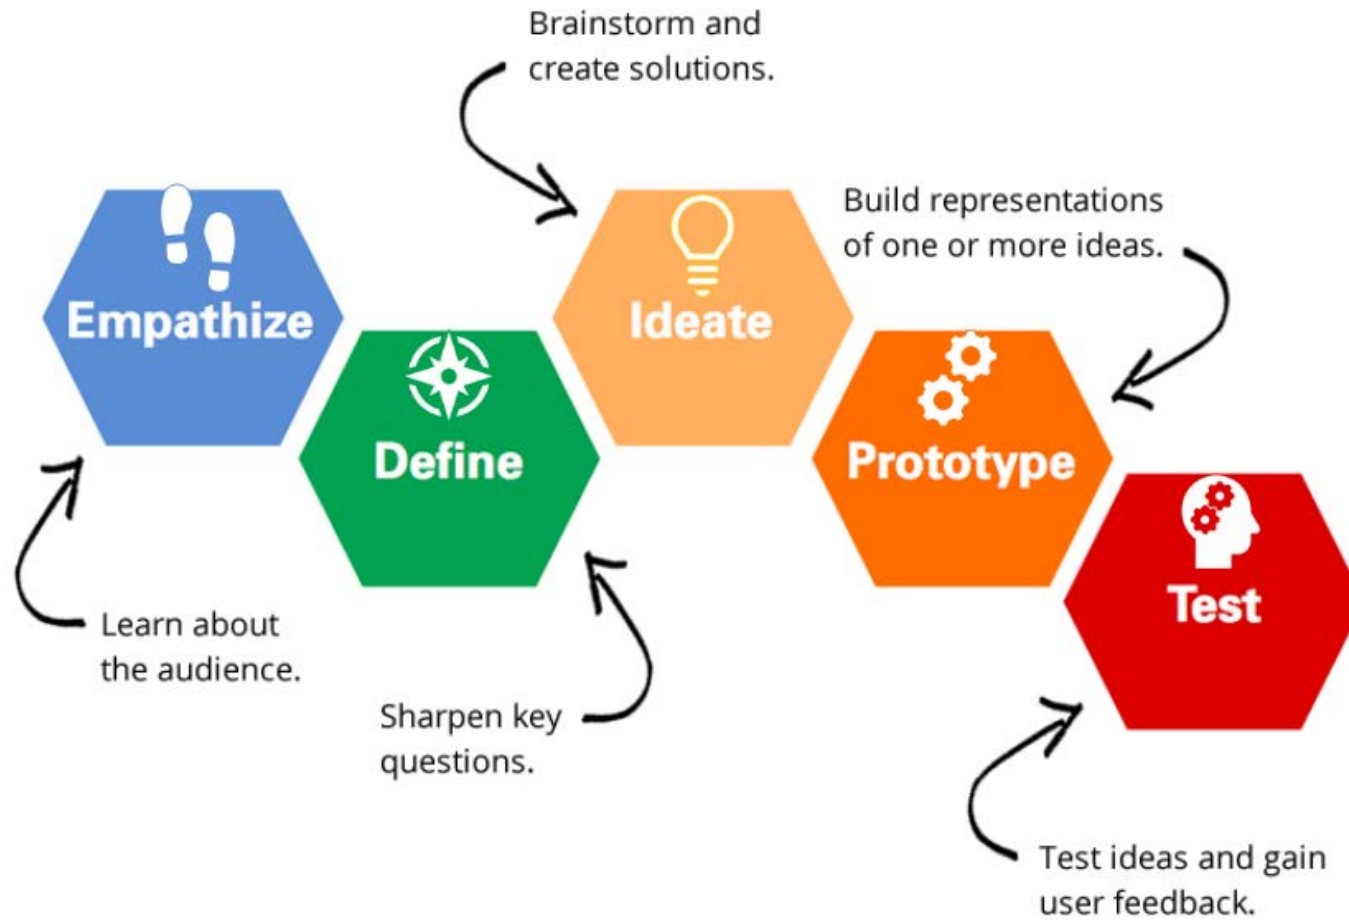 Brainstorm and
create solutions.
Build representations
of one or more ideas.
Empathize
Ideate
Define
Prototype
Test
Learn about
the audience.
Sharpen key
questions.
Test ideas and gain
user feedback.